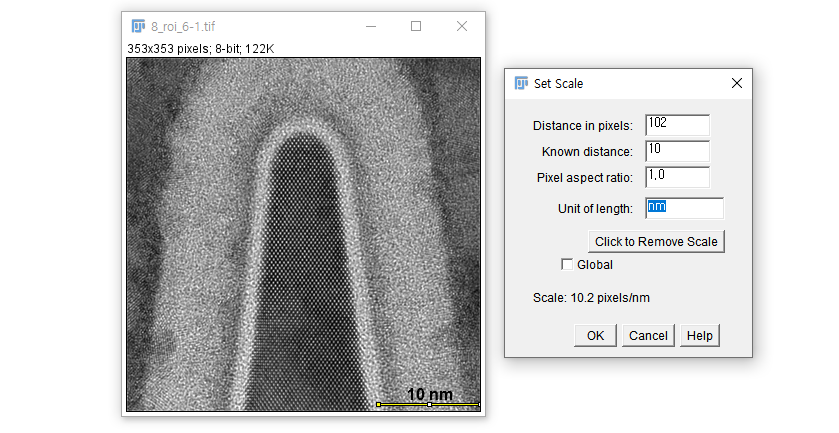 8_roi_6-1.tif
353x353 pixels; 8-bit; 122K
10 nm
Set Scale
Distance in pixels: 102
Known distance: 10
Pixel aspect ratio: 1.0
Unit of length: nm
Click to Remove Scale
Global
Scale: 10.2 pixels/nm
OK Cancel Help